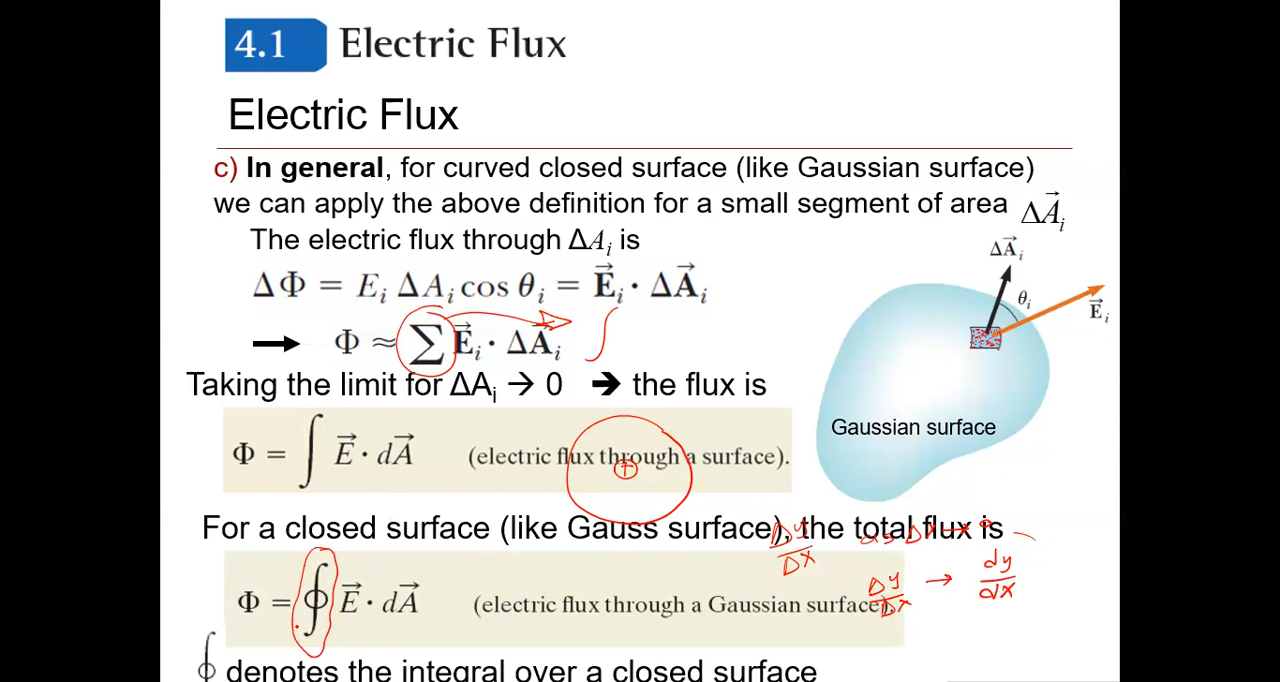 4.1 Electric Flux
Electric Flux
c) In general, for curved closed surface (like Gaussian surface)
we can apply the above definition for a small segment of area ΔA⃗ᵢ
The electric flux through ΔAᵢ is
ΔΦ = Eᵢ ΔAᵢ cos θᵢ = E⃗ᵢ · ΔA⃗ᵢ
➞ Φ ≈ ∑ E⃗ᵢ · ΔA⃗ᵢ ∫
Taking the limit for ΔAᵢ → 0 ➔ the flux is
Φ = ∫ E⃗ · dA⃗ (electric flux through a surface).
+
For a closed surface (like Gauss surface), the total flux is
Φ = ∮ E⃗ · dA⃗ (electric flux through a Gaussian surface).
∮ denotes the integral over a closed surface
ΔA⃗ᵢ
θᵢ
E⃗ᵢ
Gaussian surface
Δy/Δx as Δx → 0
Δy/Δx → dy/dx